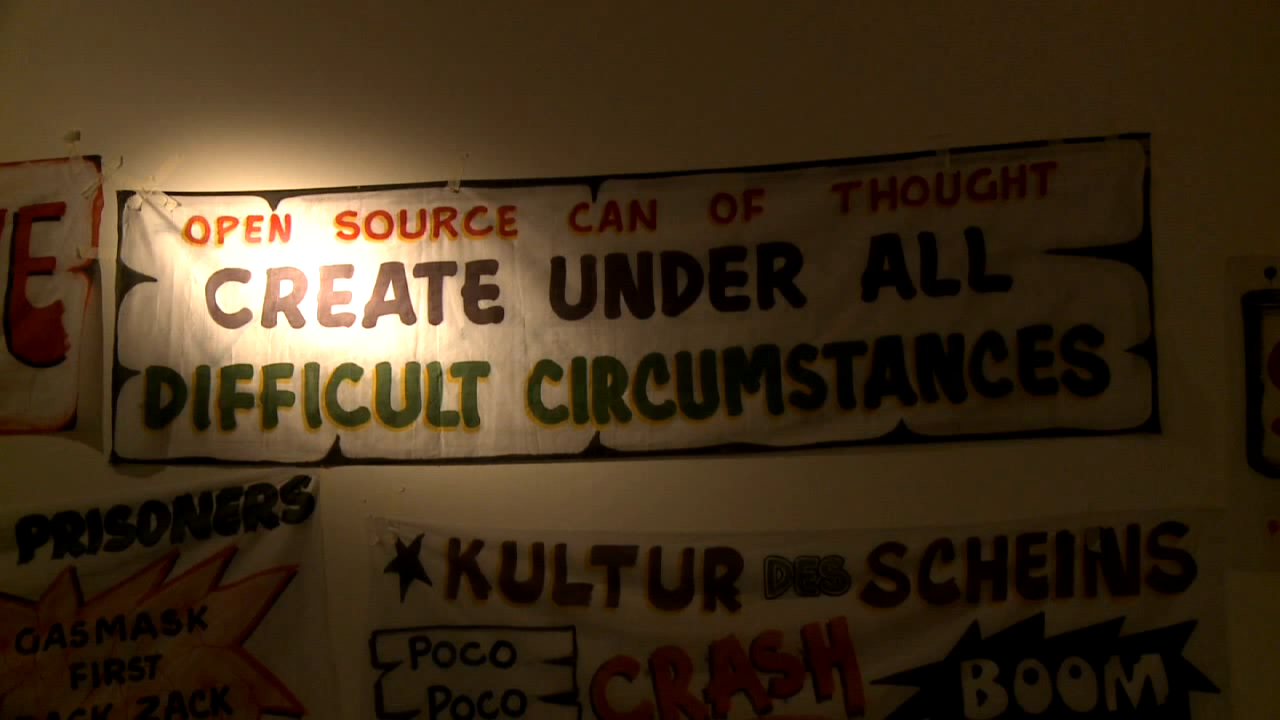 OPEN SOURCE CAN OF THOUGHT
CREATE UNDER ALL
DIFFICULT CIRCUMSTANCES
PRISONERS
GASMASK
FIRST
ZACK
★ KULTUR DES SCHEINS
POCO
POCO
CRASH
BOOM